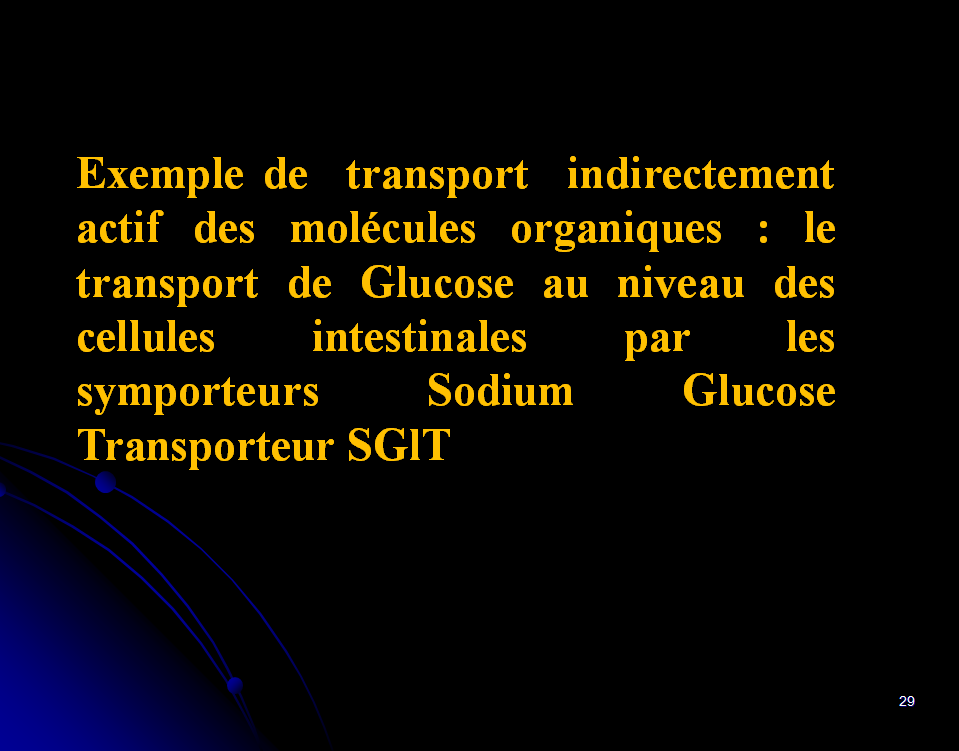 Exemple de transport indirectement
actif des molécules organiques : le
transport de Glucose au niveau des
cellules intestinales par les
symporteurs Sodium Glucose
Transporteur SGlT
29